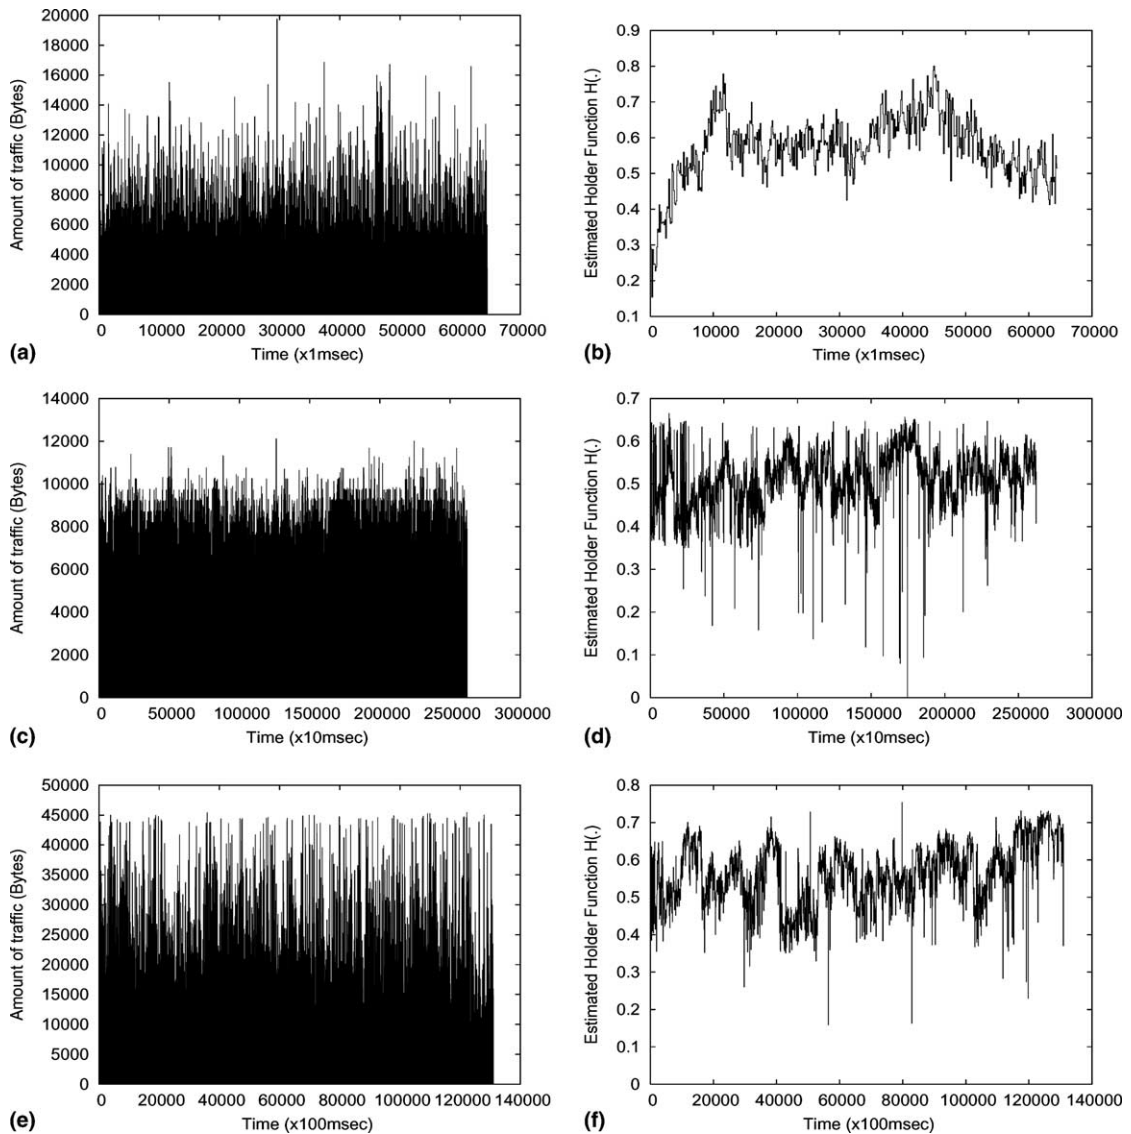 20000
18000
16000
14000
12000
10000
8000
6000
4000
2000
0
Amount of traffic (Bytes)
0 10000 20000 30000 40000 50000 60000 70000
Time (x1msec)
(a)
0.9
0.8
0.7
0.6
0.5
0.4
0.3
0.2
0.1
Estimated Holder Function H(.)
0 10000 20000 30000 40000 50000 60000 70000
Time (x1msec)
(b)
14000
12000
10000
8000
6000
4000
2000
0
Amount of traffic (Bytes)
0 50000 100000 150000 200000 250000 300000
Time (x10msec)
(c)
0.7
0.6
0.5
0.4
0.3
0.2
0.1
0
Estimated Holder Function H(.)
0 50000 100000 150000 200000 250000 300000
Time (x10msec)
(d)
50000
45000
40000
35000
30000
25000
20000
15000
10000
5000
0
Amount of traffic (Bytes)
0 20000 40000 60000 80000 100000 120000 140000
Time (x100msec)
(e)
0.8
0.7
0.6
0.5
0.4
0.3
0.2
0.1
0
Estimated Holder Function H(.)
0 20000 40000 60000 80000 100000 120000 140000
Time (x100msec)
(f)